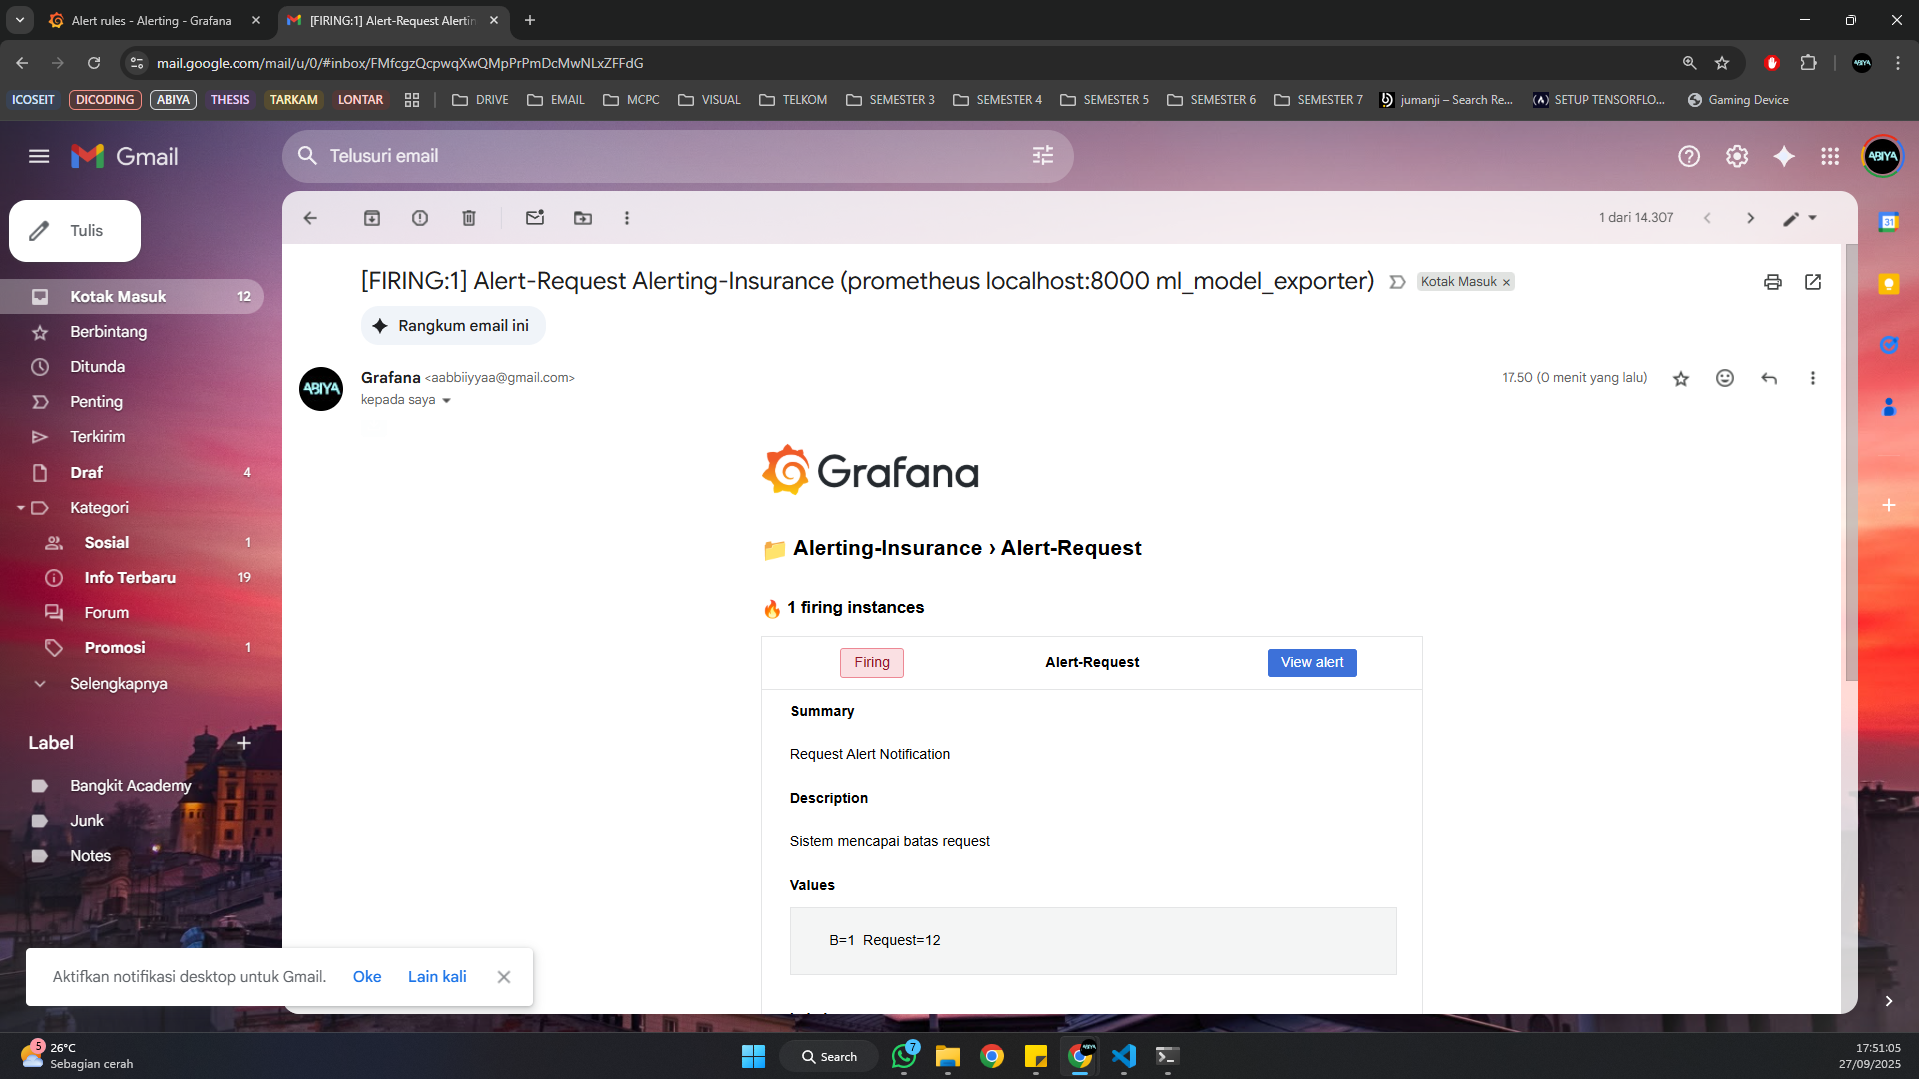 Alert rules - Alerting - Grafana
[FIRING:1] Alert-Request Alertin
mail.google.com/mail/u/0/#inbox/FMfcgzQcpwqXwQMpPrPmDcMwNLxZFFdG
ICOSEIT DICODING ABIYA THESIS TARKAM LONTAR DRIVE EMAIL MCPC VISUAL TELKOM SEMESTER 3 SEMESTER 4 SEMESTER 5 SEMESTER 6 SEMESTER 7 jumanji – Search Re... SETUP TENSORFLO... Gaming Device
Gmail
Telusuri email
ABIYA
Tulis
1 dari 14.307
Kotak Masuk 12
Berbintang
Ditunda
Penting
Terkirim
Draf 4
Kategori
Sosial 1
Info Terbaru 19
Forum
Promosi 1
Selengkapnya
Label
Bangkit Academy
Junk
Notes
[FIRING:1] Alert-Request Alerting-Insurance (prometheus localhost:8000 ml_model_exporter)
Kotak Masuk
Rangkum email ini
ABIYA
Grafana <aabbiiyyaa@gmail.com>
17.50 (0 menit yang lalu)
kepada saya
Grafana
Alerting-Insurance › Alert-Request
1 firing instances
Firing Alert-Request View alert
Summary
Request Alert Notification
Description
Sistem mencapai batas request
Values
B=1 Request=12
31
Aktifkan notifikasi desktop untuk Gmail. Oke Lain kali
5
26°C
Sebagian cerah
Search
7
17:51:05
27/09/2025